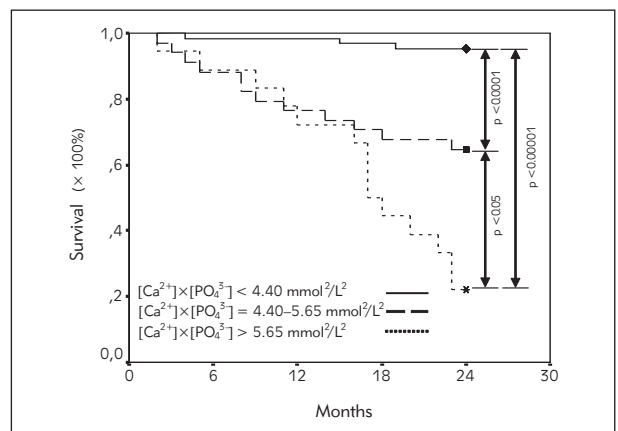 1,0
,8
,6
,4
,2
0,0
Survival (× 100%)
p <0.0001
p <0.05
p <0.00001
[Ca²⁺]×[PO₄³⁻] < 4.40 mmol²/L²
[Ca²⁺]×[PO₄³⁻] = 4.40–5.65 mmol²/L²
[Ca²⁺]×[PO₄³⁻] > 5.65 mmol²/L²
0 6 12 18 24 30
Months